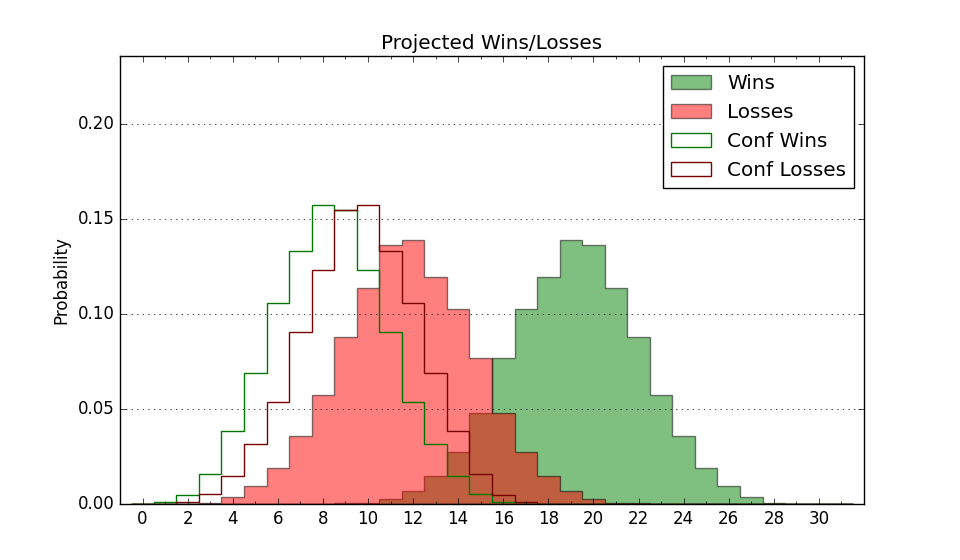 Projected Wins/Losses
Wins
Losses
Conf Wins
Conf Losses
Probability
0.20
0.15
0.10
0.05
0.00
0 2 4 6 8 10 12 14 16 18 20 22 24 26 28 30